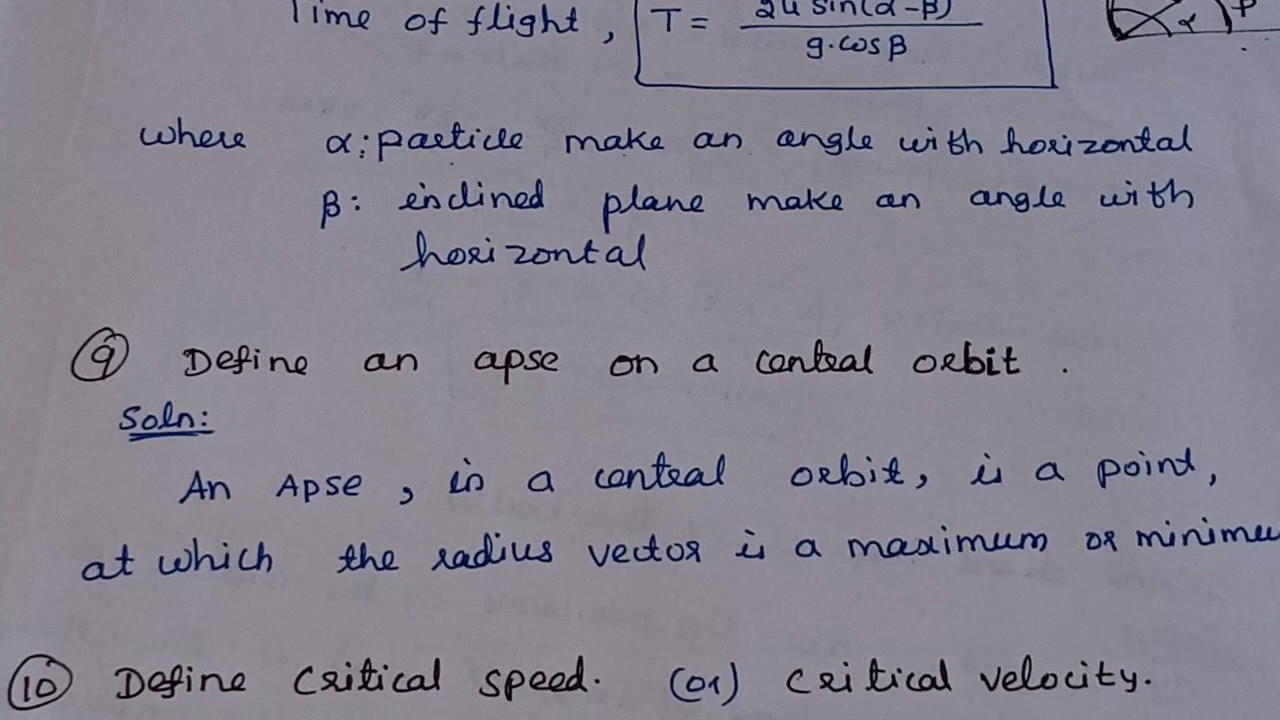 Time of flight, T = 2u sin(α-β) / g.cosβ
where α: particle make an angle with horizontal
β: inclined plane make an angle with
horizontal
9 Define an apse on a central orbit.
Soln:
An Apse, in a central orbit, is a point,
at which the radius vector is a maximum or minimu
10 Define critical speed. (or) critical velocity.